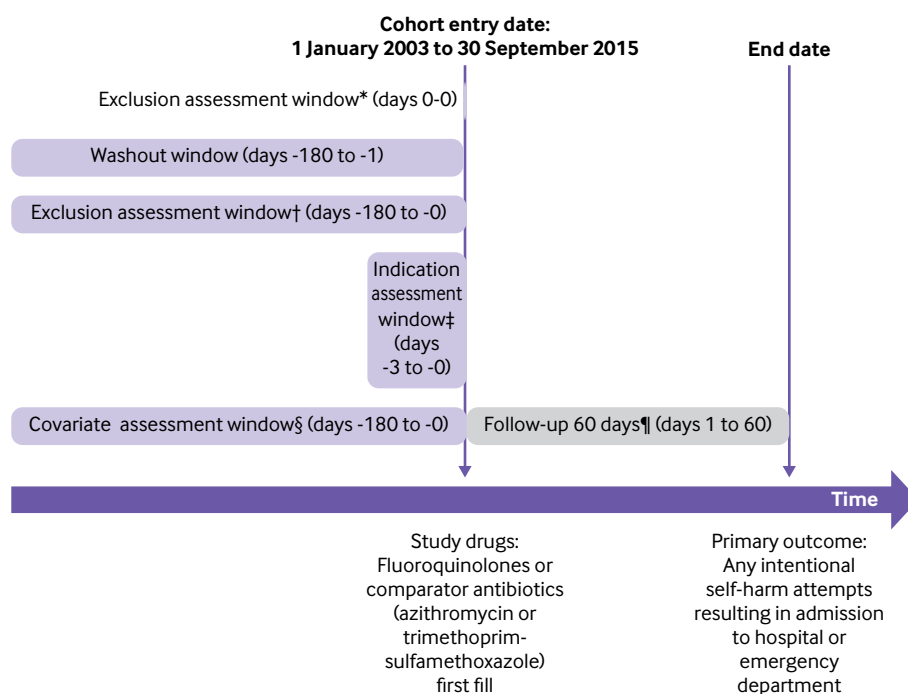 Cohort entry date:
1 January 2003 to 30 September 2015
End date
Exclusion assessment window* (days 0-0)
Washout window (days -180 to -1)
Exclusion assessment window† (days -180 to -0)
Indication
assessment
window‡
(days
-3 to -0)
Covariate assessment window§ (days -180 to -0)
Follow-up 60 days¶ (days 1 to 60)
Time
Study drugs:
Fluoroquinolones or
comparator antibiotics
(azithromycin or
trimethoprim-
sulfamethoxazole)
first fill
Primary outcome:
Any intentional
self-harm attempts
resulting in admission
to hospital or
emergency
department